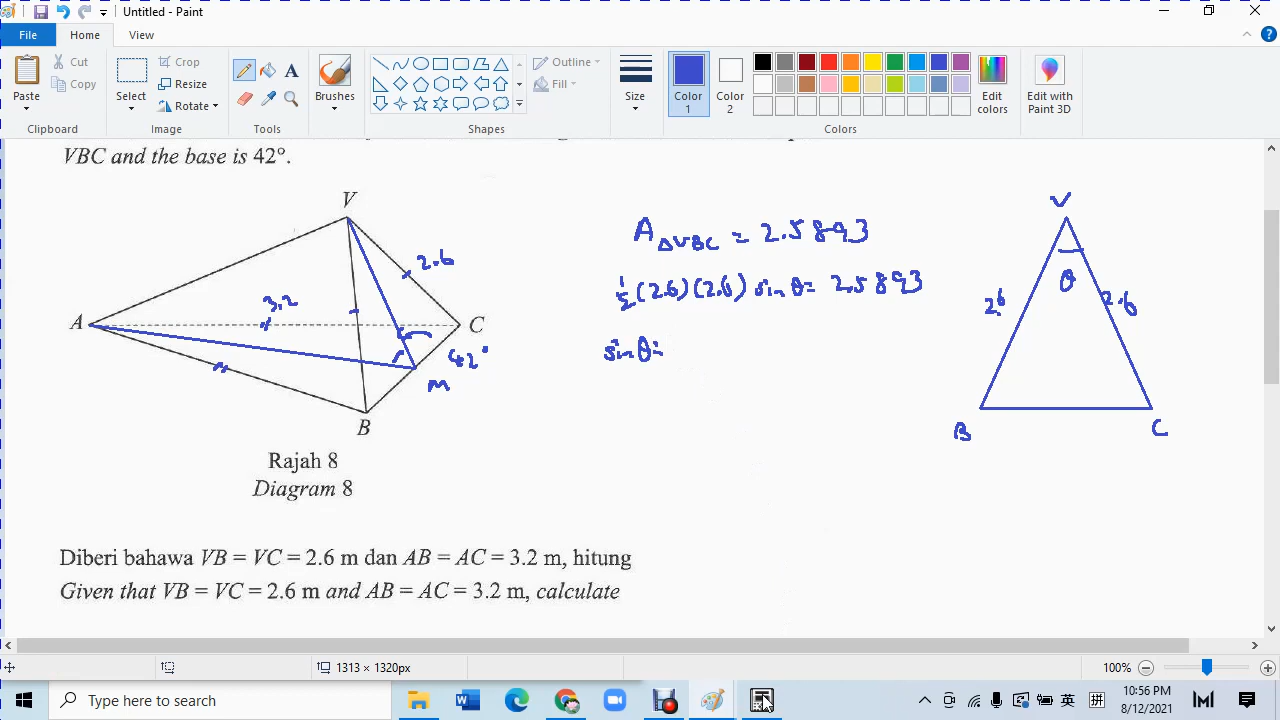 Untitled - Paint
File Home View
Paste Cut Copy Clipboard
Select Crop Resize Rotate Image
Tools
Brushes
Outline Fill Shapes
Size
Color 1 Color 2 Edit colors Colors
Edit with Paint 3D
VBC and the base is 42°.
V
A
C
B
3.2
2.6
42°
M
Rajah 8
Diagram 8
A△VBC = 2.5893
½(2.6)(2.6) sin θ = 2.5893
sin θ =
V
θ
2.6
2.6
B
C
Diberi bahawa VB = VC = 2.6 m dan AB = AC = 3.2 m, hitung
Given that VB = VC = 2.6 m and AB = AC = 3.2 m, calculate
1313 × 1320px
100%
Type here to search
英
拼
10:56 PM
8/12/2021